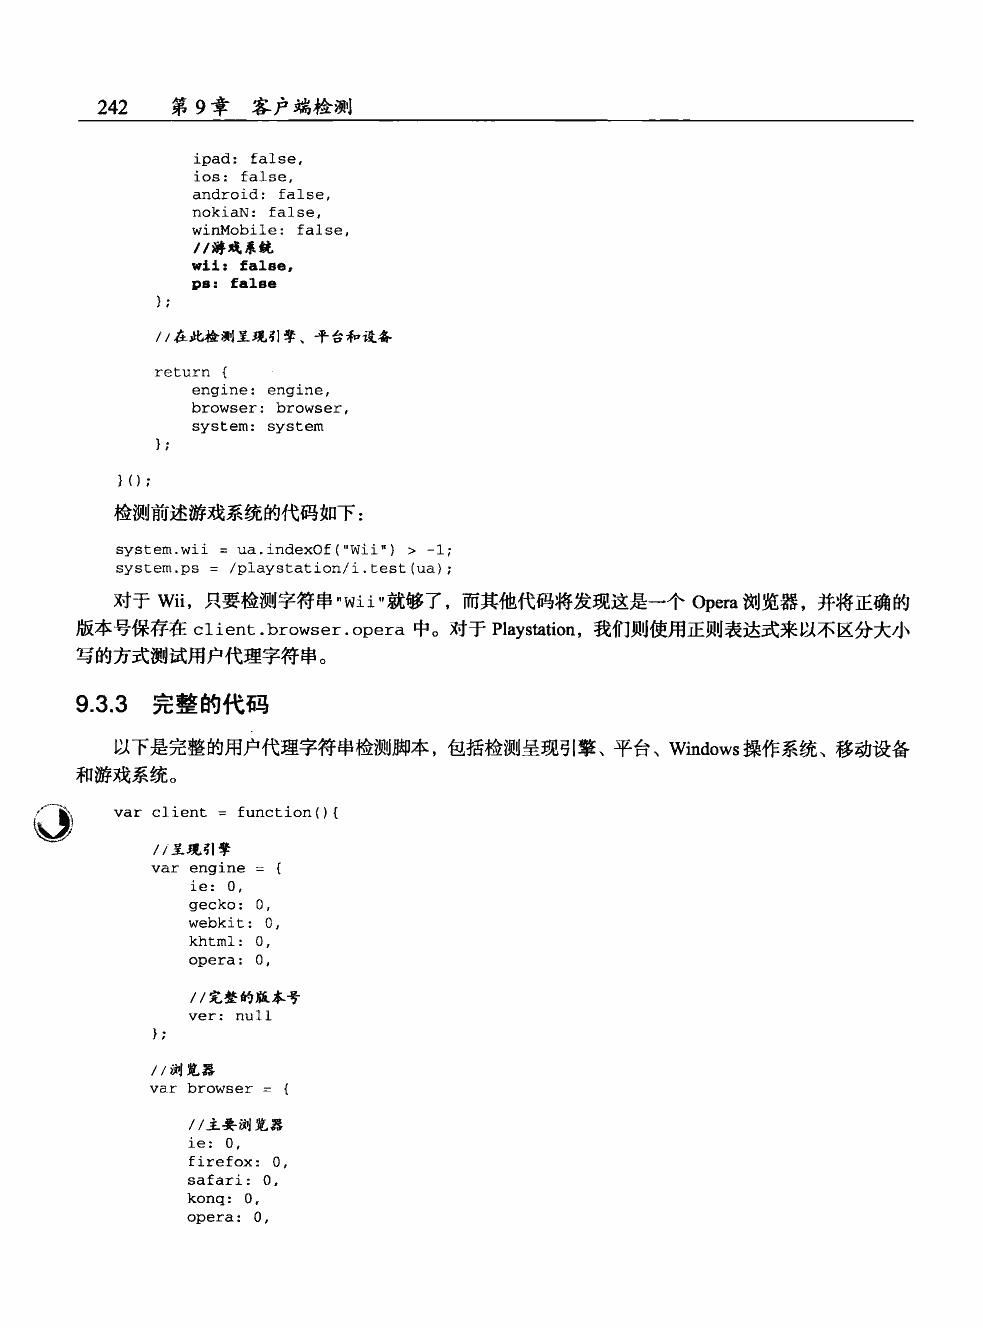 242 第9章 客户端检测
ipad: false,
ios: false,
android: false,
nokiaN: false,
winMobile: false,
//游戏系统
wii: false,
ps: false
};
//在此检测呈现引擎、平台和设备
return {
engine: engine,
browser: browser,
system: system
};
}();
检测前述游戏系统的代码如下：
system.wii = ua.indexOf("Wii") > -1;
system.ps = /playstation/i.test(ua);
对于 Wii，只要检测字符串"Wii"就够了，而其他代码将发现这是一个 Opera 浏览器，并将正确的
版本号保存在 client.browser.opera 中。对于 Playstation，我们则使用正则表达式来以不区分大小
写的方式测试用户代理字符串。
9.3.3 完整的代码
以下是完整的用户代理字符串检测脚本，包括检测呈现引擎、平台、Windows 操作系统、移动设备
和游戏系统。
var client = function(){
//呈现引擎
var engine = {
ie: 0,
gecko: 0,
webkit: 0,
khtml: 0,
opera: 0,
//完整的版本号
ver: null
};
//浏览器
var browser = {
//主要浏览器
ie: 0,
firefox: 0,
safari: 0,
konq: 0,
opera: 0,